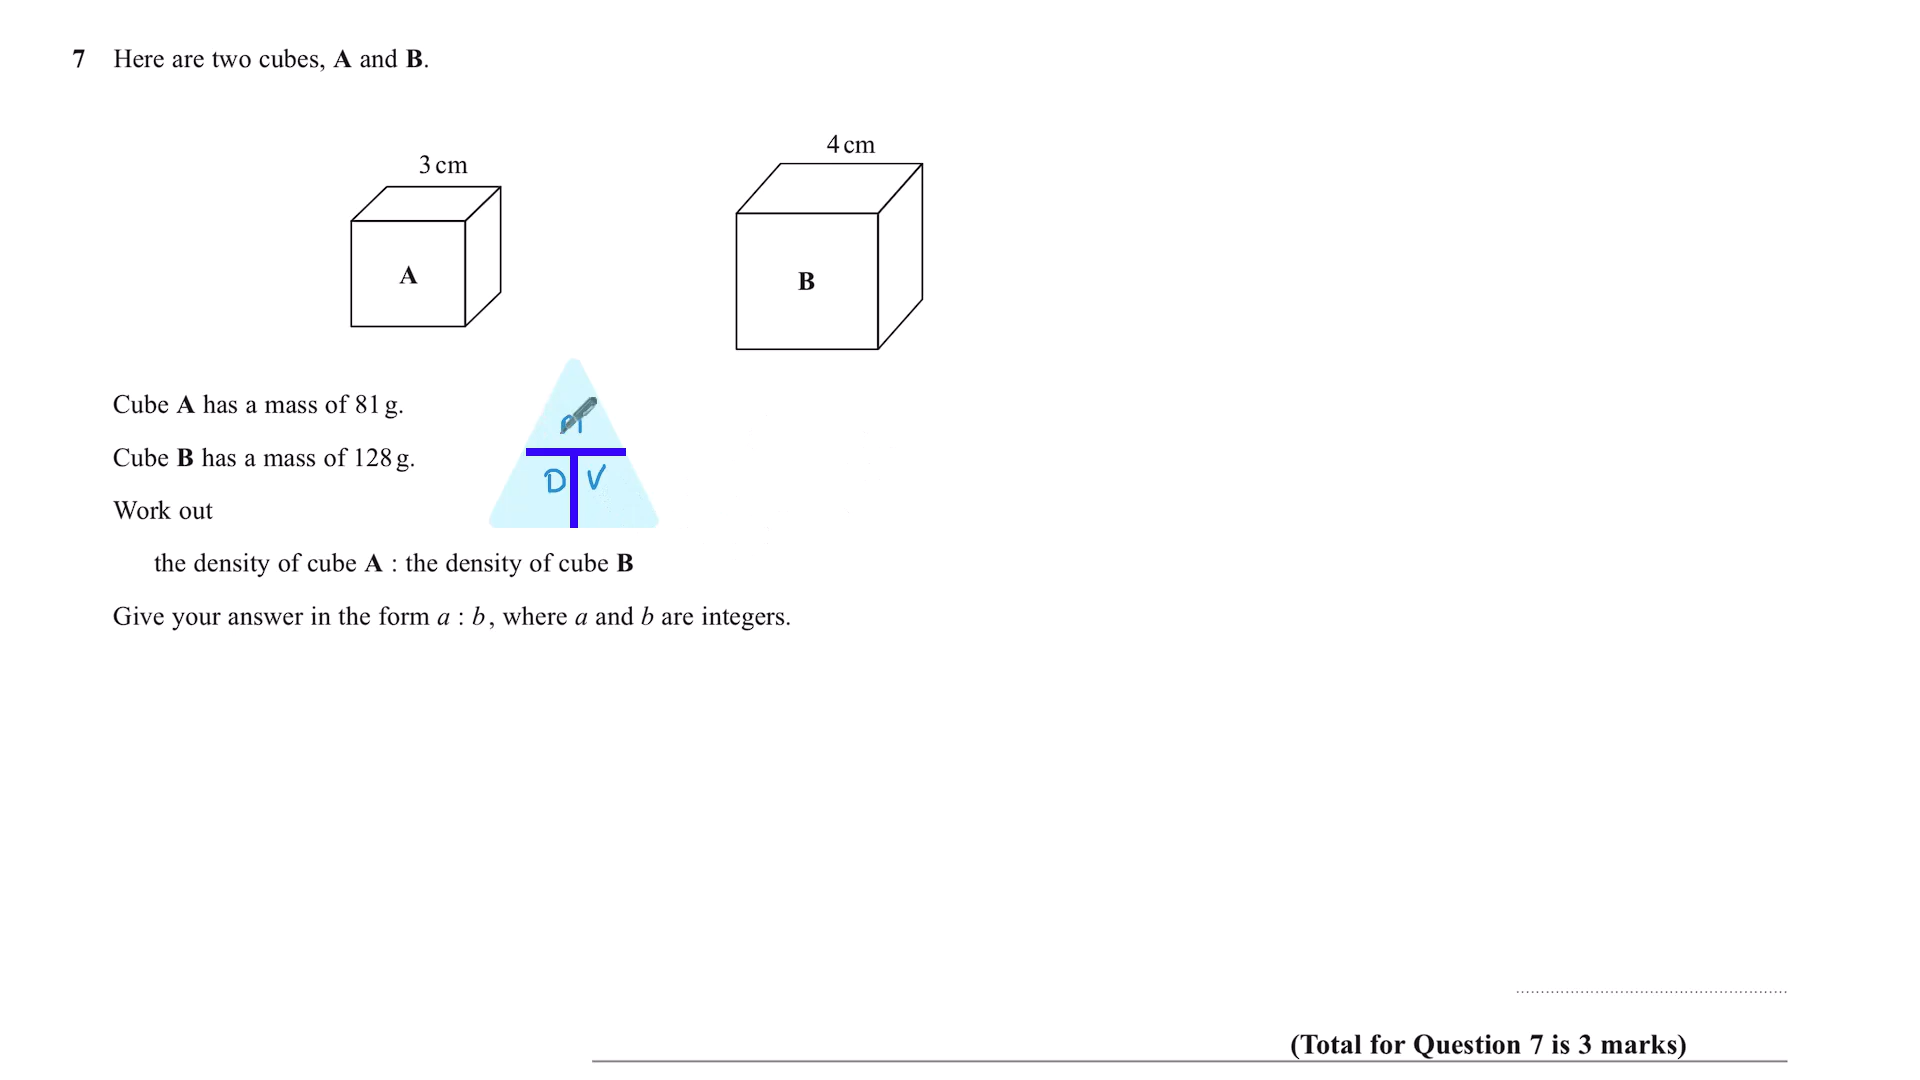 7 Here are two cubes, A and B.
3 cm
4 cm
A
B
Cube A has a mass of 81 g.
Cube B has a mass of 128 g.
D V
Work out
the density of cube A : the density of cube B
Give your answer in the form a : b, where a and b are integers.
(Total for Question 7 is 3 marks)